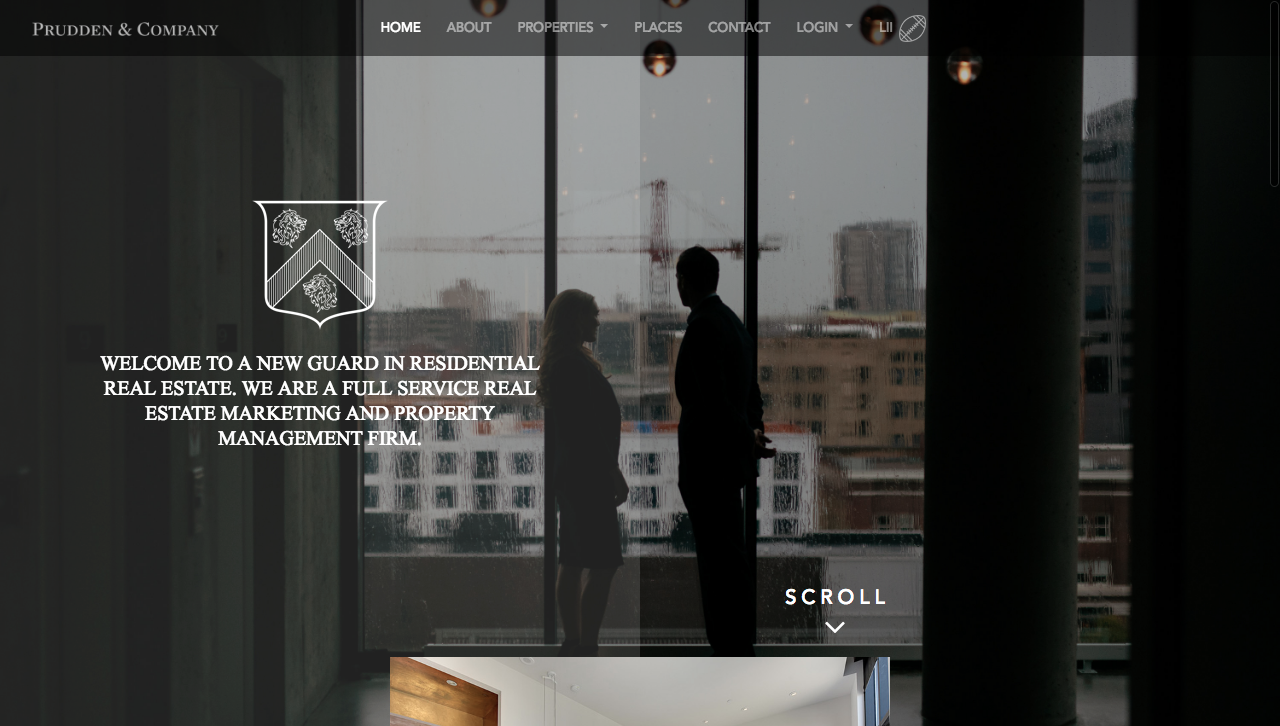 PRUDDEN & COMPANY
HOME ABOUT PROPERTIES PLACES CONTACT LOGIN LII
WELCOME TO A NEW GUARD IN RESIDENTIAL
REAL ESTATE. WE ARE A FULL SERVICE REAL
ESTATE MARKETING AND PROPERTY
MANAGEMENT FIRM.
SCROLL